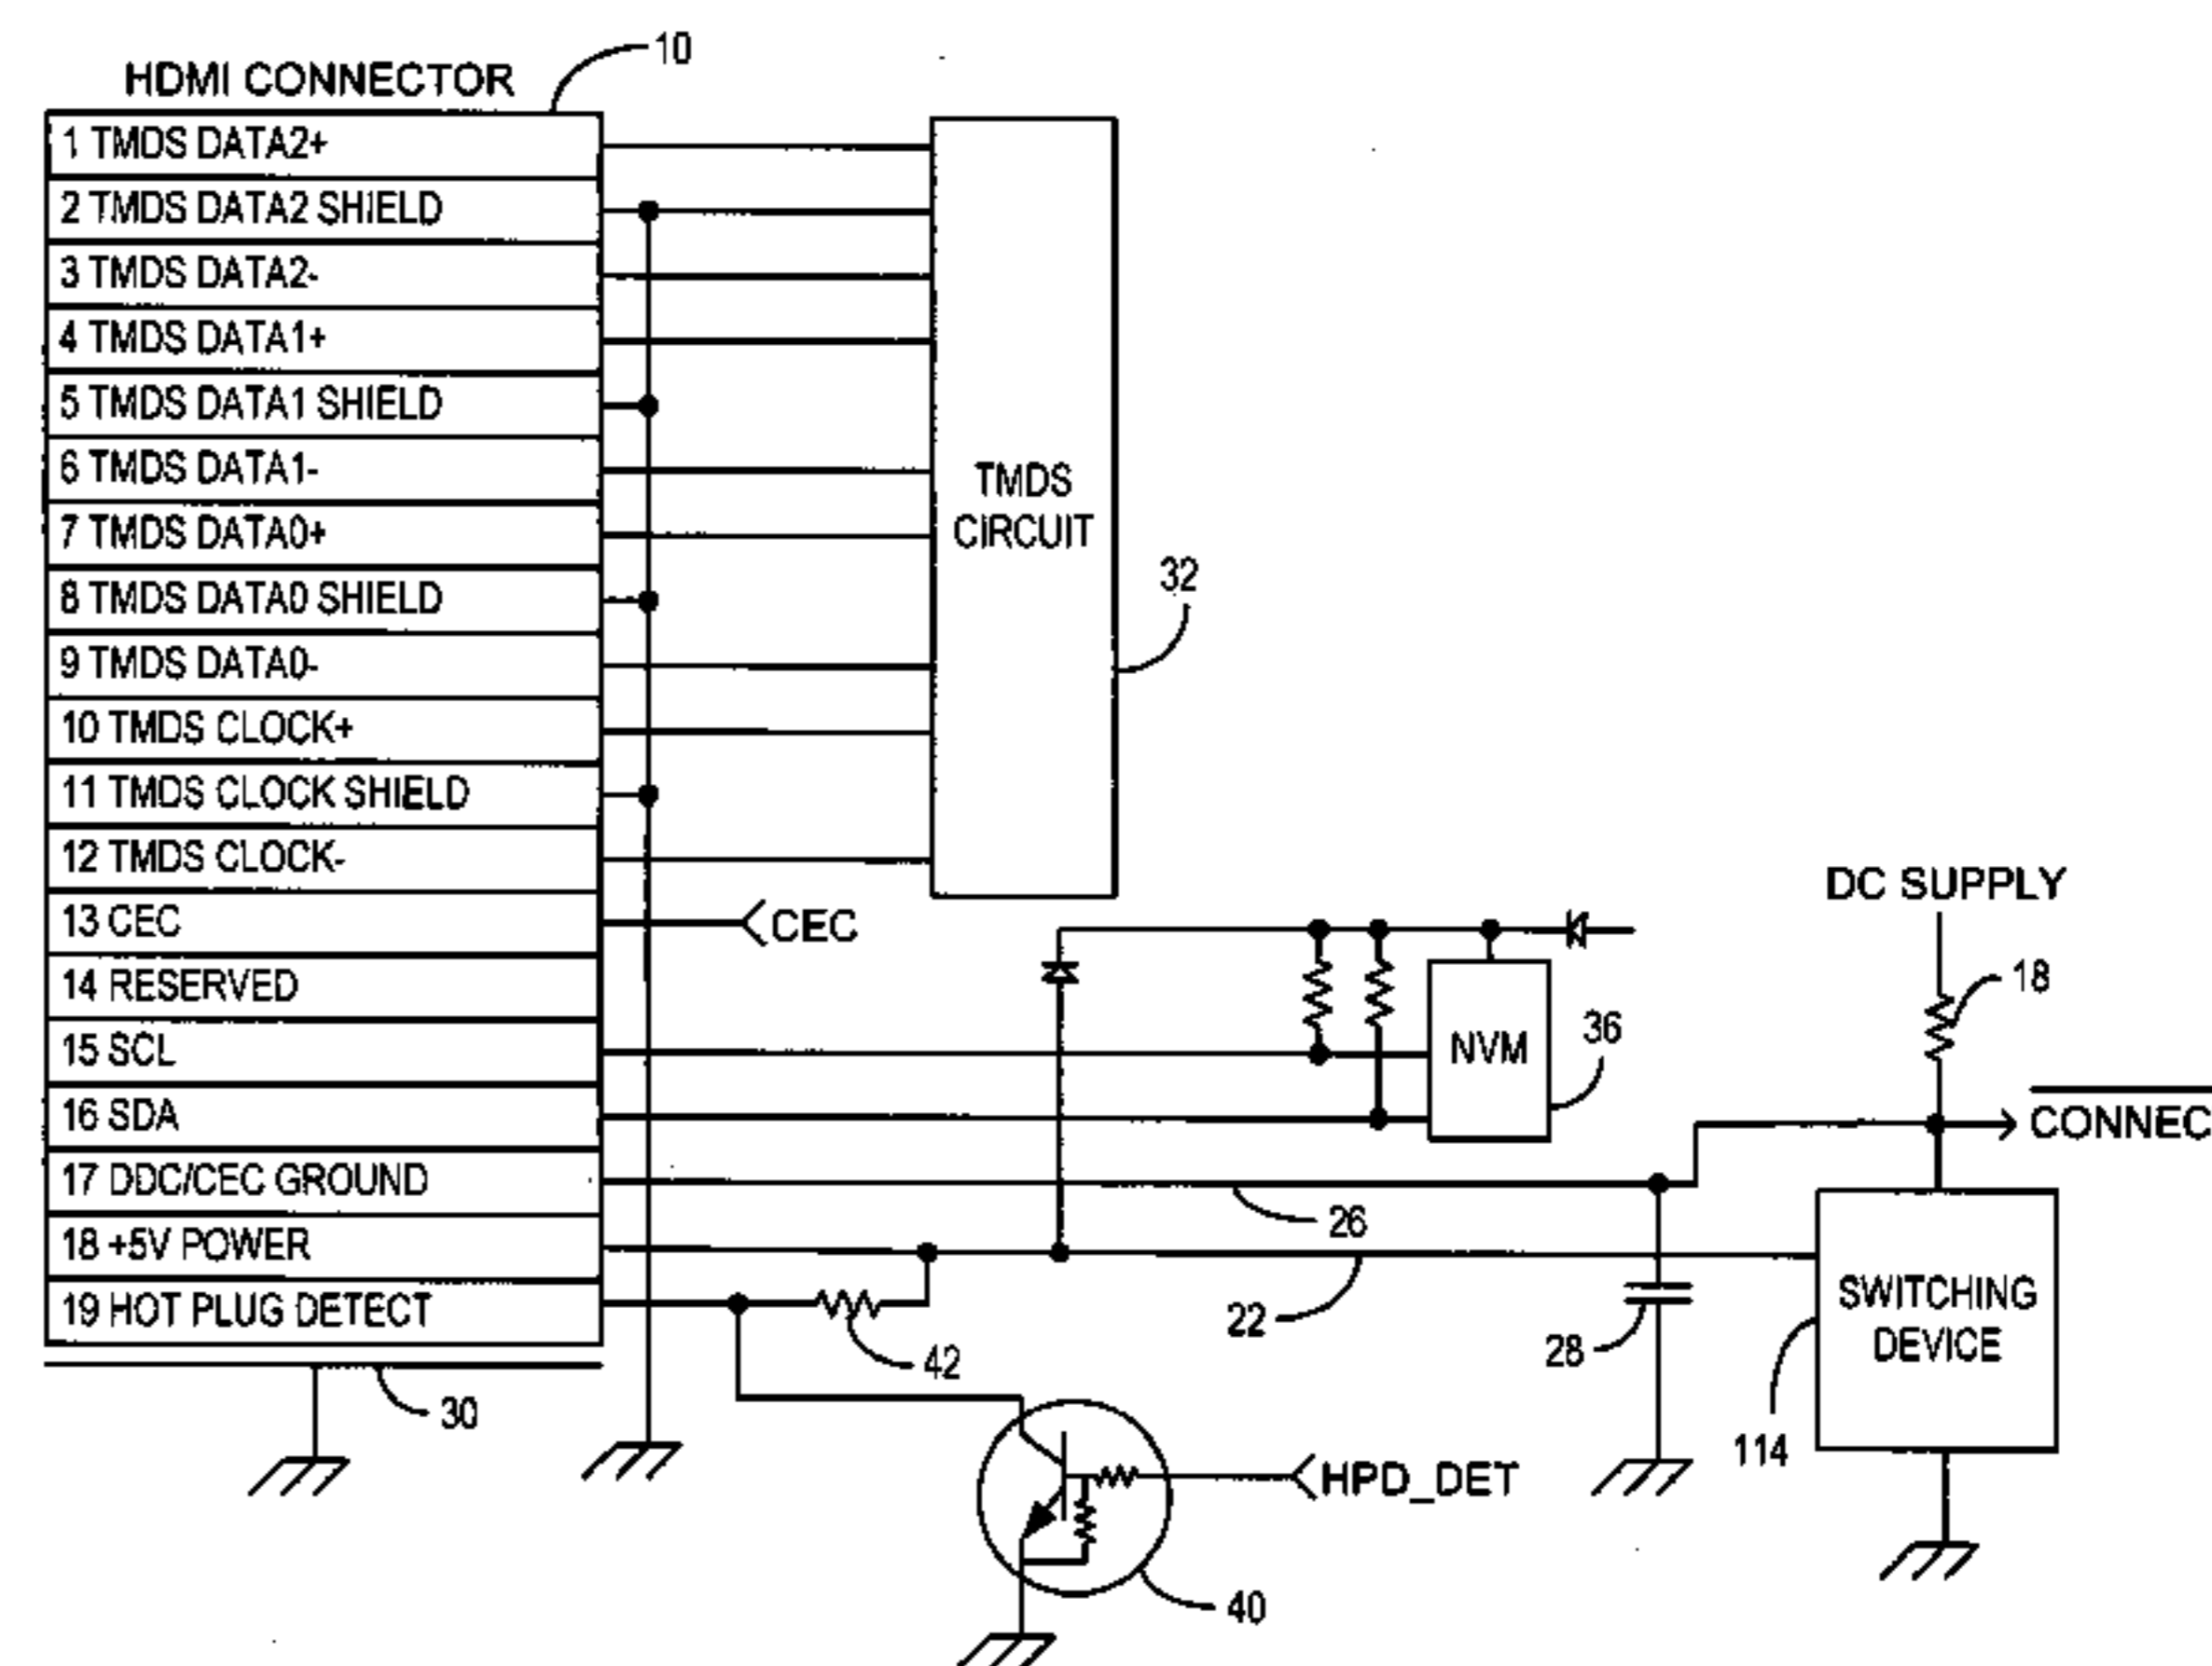 HDMI CONNECTOR
10
1 TMDS DATA2+
2 TMDS DATA2 SHIELD
3 TMDS DATA2-
4 TMDS DATA1+
5 TMDS DATA1 SHIELD
6 TMDS DATA1-
7 TMDS DATA0+
8 TMDS DATA0 SHIELD
9 TMDS DATA0-
10 TMDS CLOCK+
11 TMDS CLOCK SHIELD
12 TMDS CLOCK-
13 CEC
14 RESERVED
15 SCL
16 SDA
17 DDC/CEC GROUND
18 +5V POWER
19 HOT PLUG DETECT
TMDS
CIRCUIT
32
CEC
DC SUPPLY
18
NVM
36
CONNEC
26
22
28
SWITCHING
DEVICE
114
42
30
HPD_DET
40